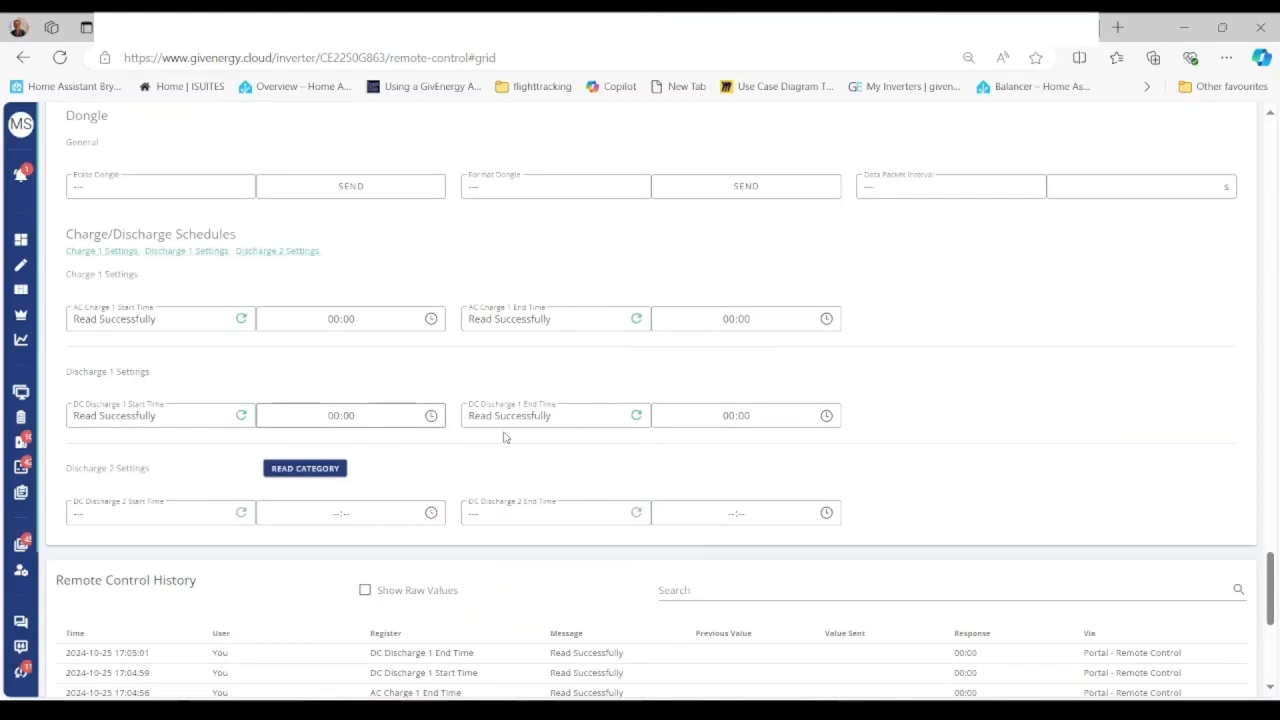 https://www.givenergy.cloud/inverter/CE2250G863/remote-control#grid
Home Assistant Bry... Home | ISUITES Overview – Home A... Using a GivEnergy A... flighttracking Copilot New Tab Use Case Diagram T... GE My Inverters | given... Balancer – Home As... Other favourites
MS
Dongle
General
Erase Dongle Format Dongle Data Packet Interval
--- SEND --- SEND --- s
Charge/Discharge Schedules
Charge 1 Settings Discharge 1 Settings Discharge 2 Settings
Charge 1 Settings
AC Charge 1 Start Time AC Charge 1 End Time
Read Successfully 00:00 Read Successfully 00:00
Discharge 1 Settings
DC Discharge 1 Start Time DC Discharge 1 End Time
Read Successfully 00:00 Read Successfully 00:00
Discharge 2 Settings READ CATEGORY
DC Discharge 2 Start Time DC Discharge 2 End Time
--- --:-- --- --:--
Remote Control History Show Raw Values Search
Time User Register Message Previous Value Value Sent Response Via
2024-10-25 17:05:01 You DC Discharge 1 End Time Read Successfully 00:00 Portal - Remote Control
2024-10-25 17:04:59 You DC Discharge 1 Start Time Read Successfully 00:00 Portal - Remote Control
2024-10-25 17:04:56 You AC Charge 1 End Time Read Successfully 00:00 Portal - Remote Control